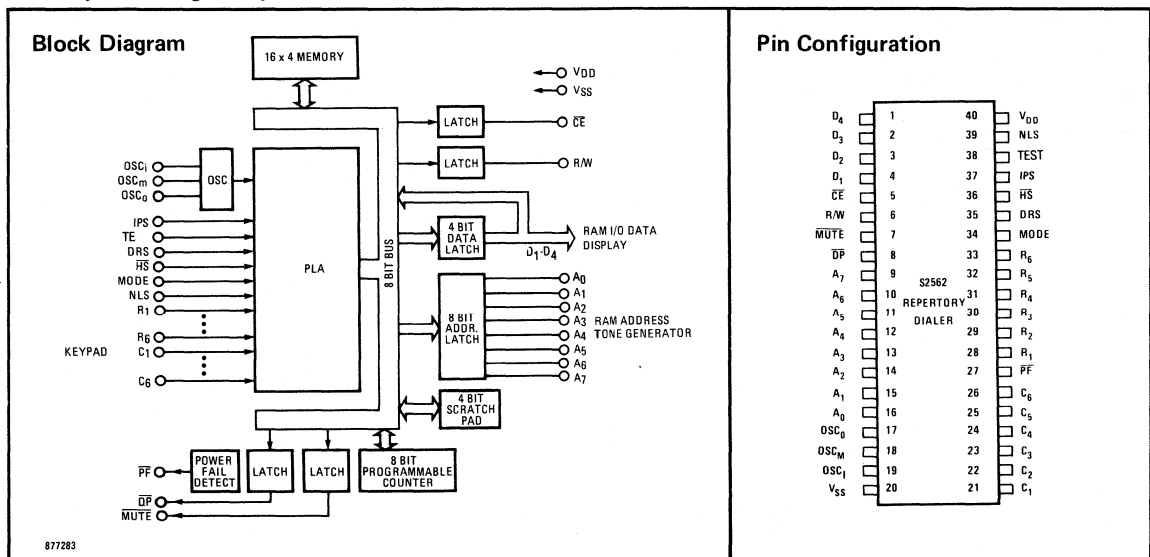 Block Diagram
16 x 4 MEMORY
VDD
VSS
LATCH
CE
LATCH
R/W
OSCi
OSCm
OSCo
OSC
IPS
TE
DRS
HS
MODE
NLS
R1
R6
C1
C6
KEYPAD
PLA
8 BIT BUS
4 BIT
DATA
LATCH
D1-D4
RAM I/O DATA
DISPLAY
8 BIT
ADDR.
LATCH
A0
A1
A2
A3 RAM ADDRESS
A4 TONE GENERATOR
A5
A6
A7
4 BIT
SCRATCH
PAD
PF
POWER
FAIL
DETECT
LATCH
LATCH
8 BIT
PROGRAMMABLE
COUNTER
DP
MUTE
877283
Pin Configuration
D4 1 40 VDD
D3 2 39 NLS
D2 3 38 TEST
D1 4 37 IPS
CE 5 36 HS
R/W 6 35 DRS
MUTE 7 34 MODE
DP 8 33 R6
A7 9 32 R5
A6 10 31 R4
A5 11 30 R3
A4 12 29 R2
A3 13 28 R1
A2 14 27 PF
A1 15 26 C6
A0 16 25 C5
OSC0 17 24 C4
OSCM 18 23 C3
OSCI 19 22 C2
VSS 20 21 C1
S2562
REPERTORY
DIALER